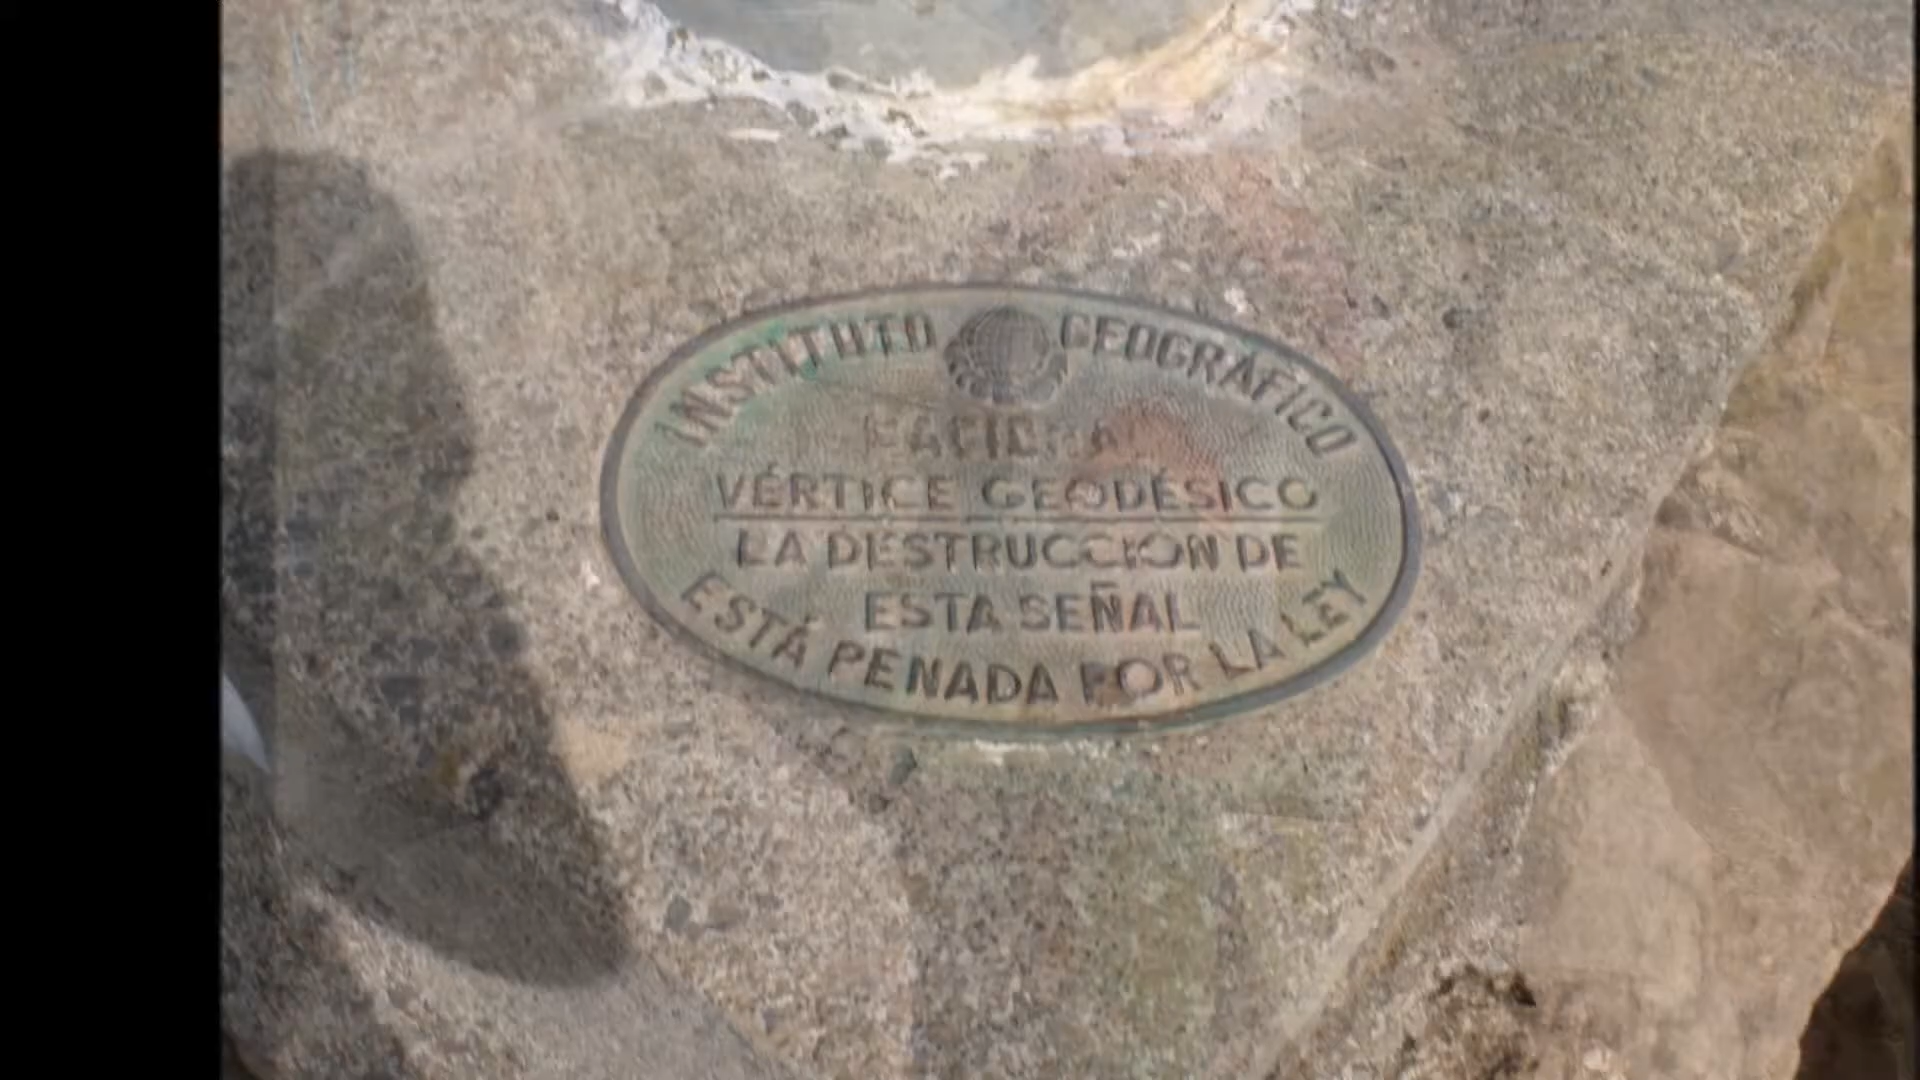 INSTITUTO GEOGRÁFICO
VÉRTICE GEODÉSICO
LA DESTRUCCIÓN DE
ESTA SEÑAL
ESTÁ PENADA POR LA LEY